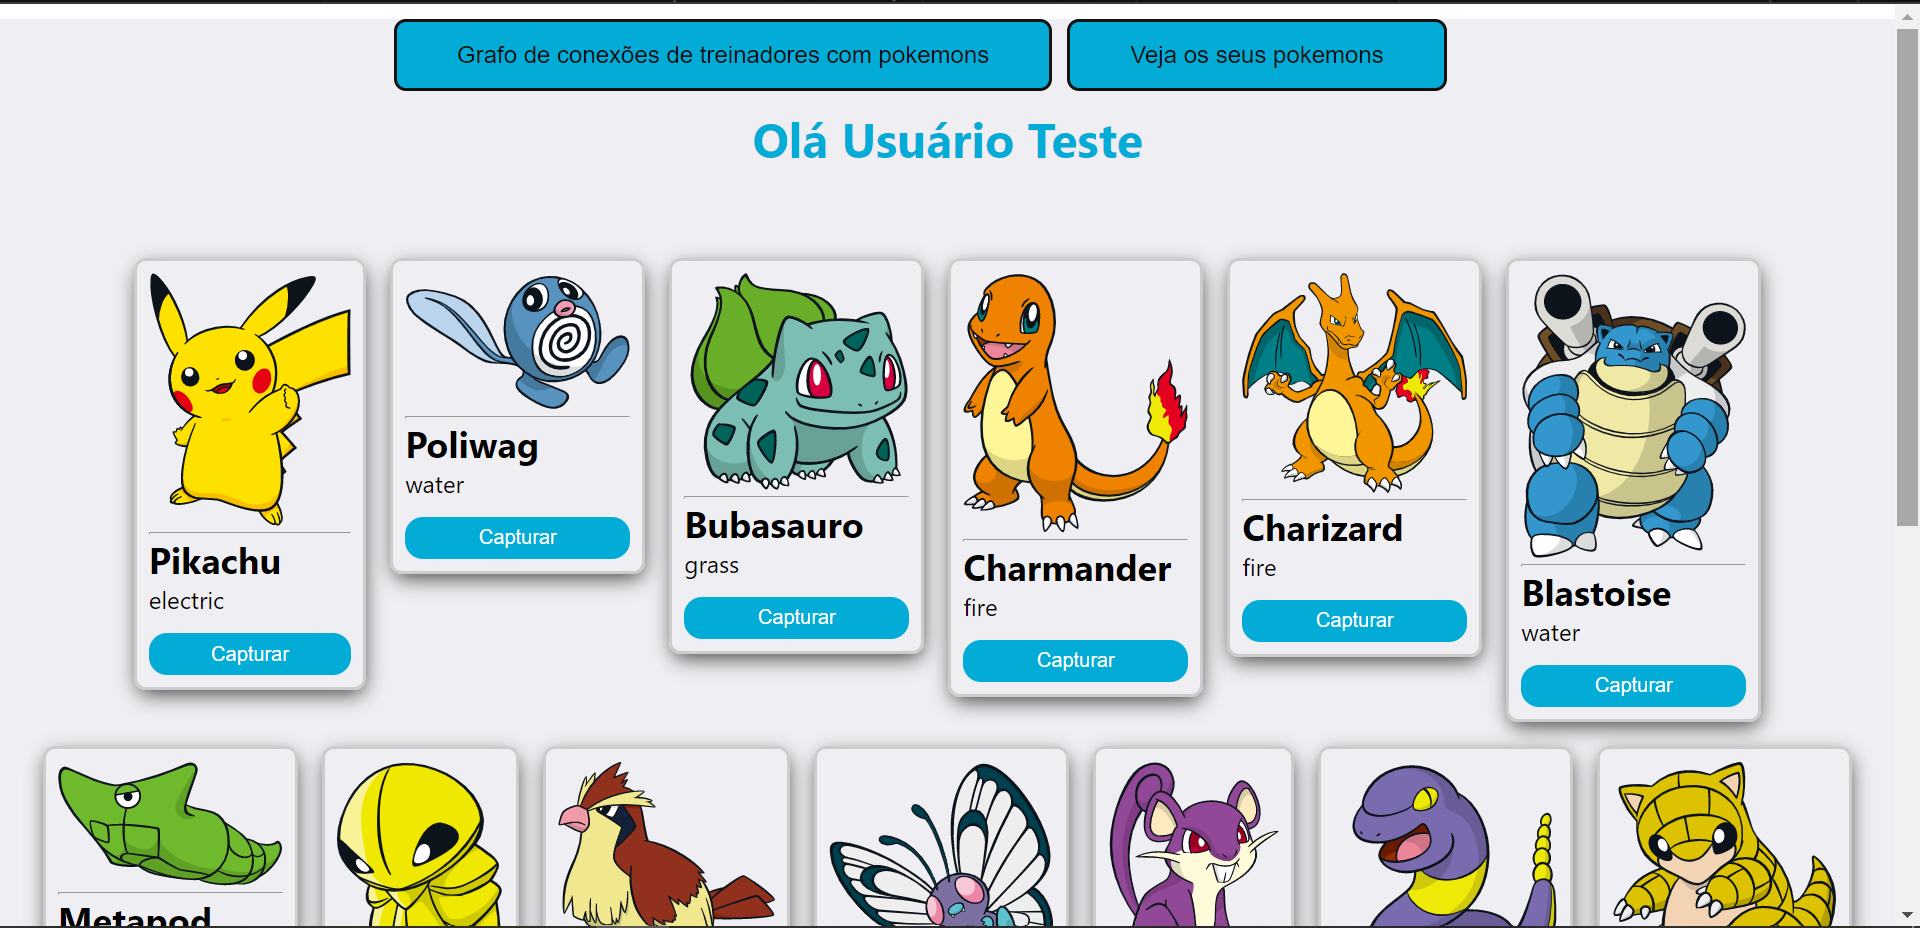 Grafo de conexões de treinadores com pokemons
Veja os seus pokemons
Olá Usuário Teste
Pikachu
electric
Capturar
Poliwag
water
Capturar
Bubasauro
grass
Capturar
Charmander
fire
Capturar
Charizard
fire
Capturar
Blastoise
water
Capturar
Metapod